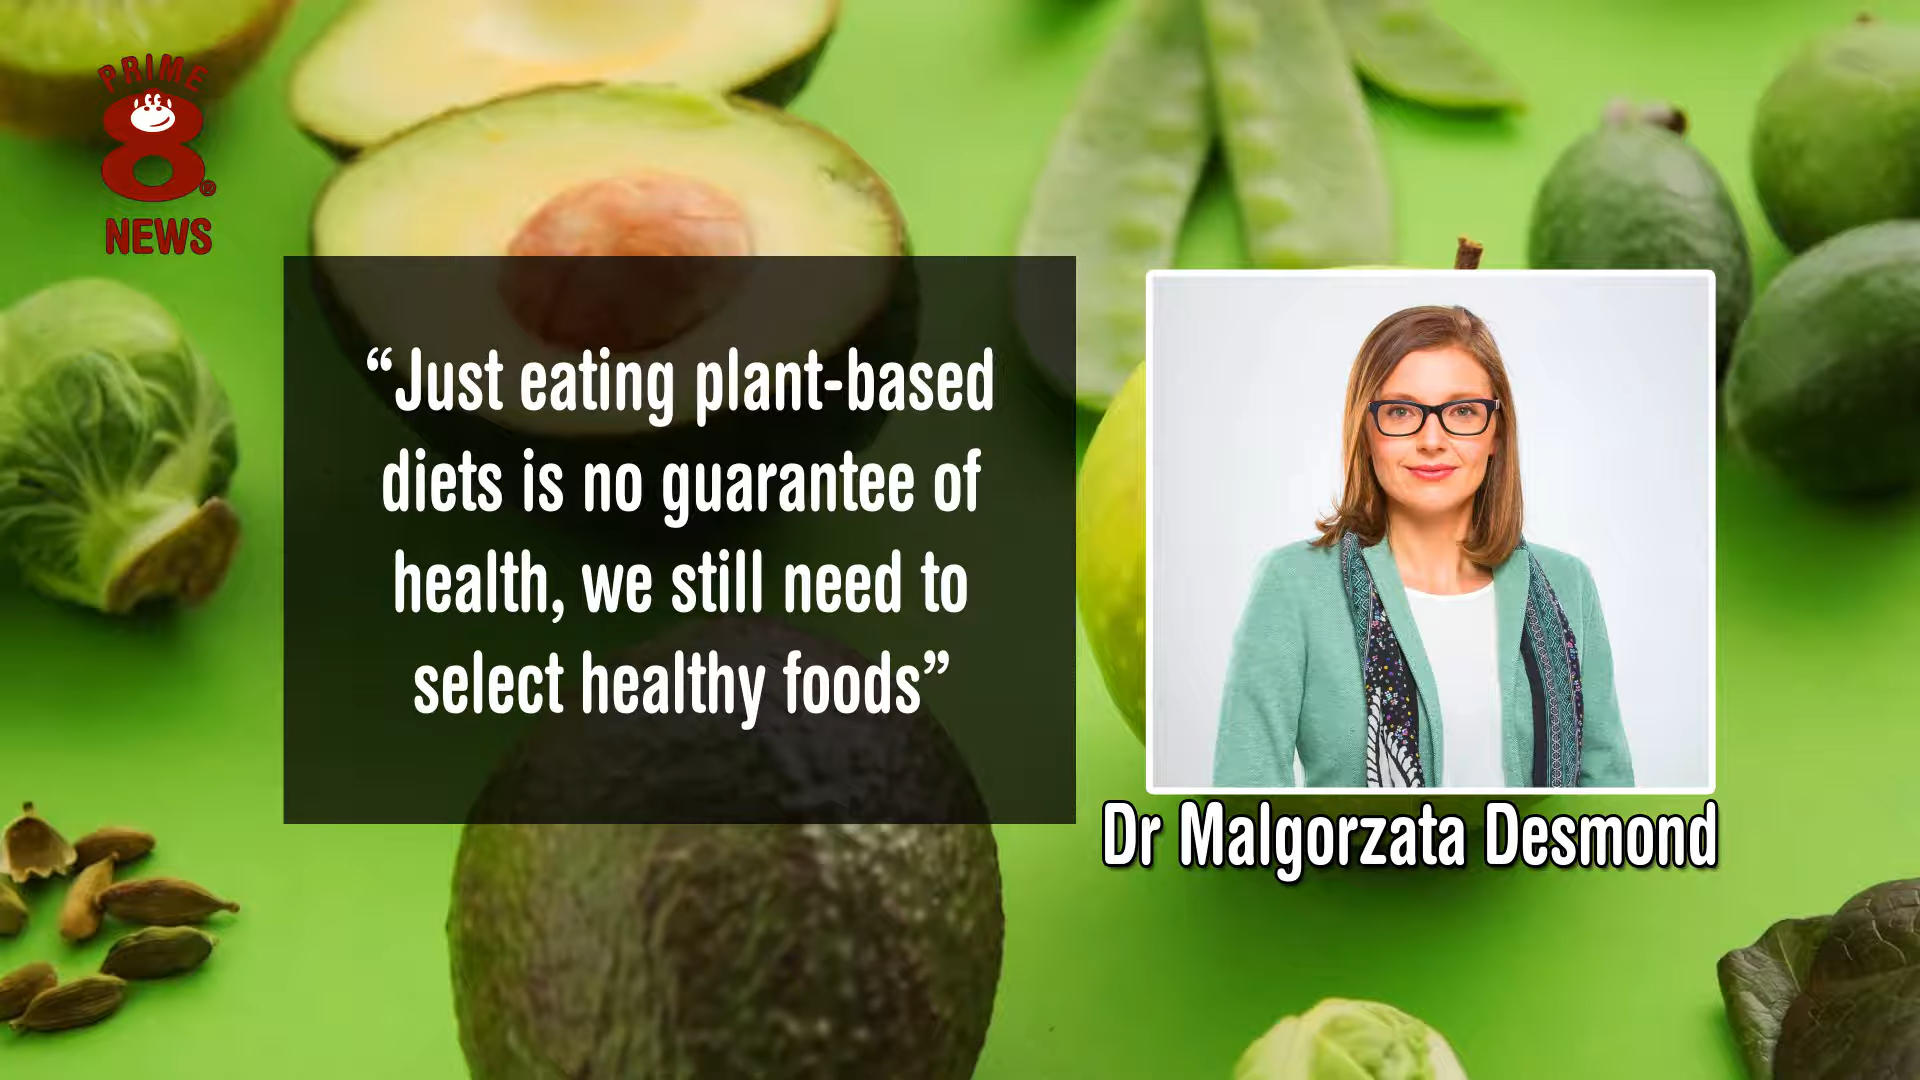 PRIME
8®
NEWS
“Just eating plant-based
diets is no guarantee of
health, we still need to
select healthy foods”
Dr Malgorzata Desmond